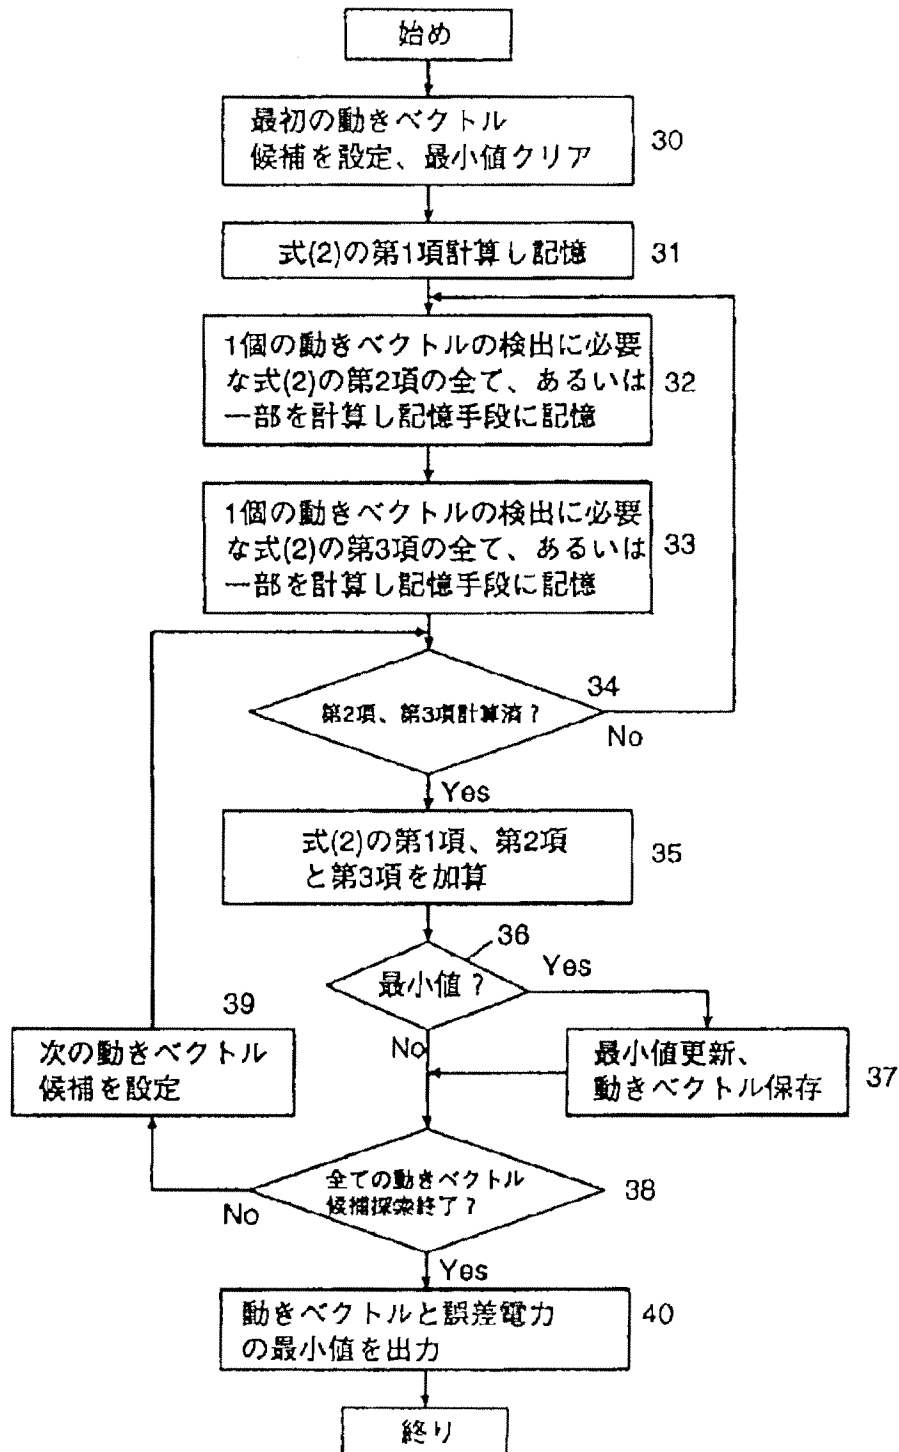 始め
最初の動きベクトル
候補を設定、最小値クリア
30
式(2)の第1項計算し記憶
31
1個の動きベクトルの検出に必要
な式(2)の第2項の全て、あるいは
一部を計算し記憶手段に記憶
32
1個の動きベクトルの検出に必要
な式(2)の第3項の全て、あるいは
一部を計算し記憶手段に記憶
33
34
第2項、第3項計算済？
No
Yes
式(2)の第1項、第2項
と第3項を加算
35
36
最小値？
Yes
No
39
次の動きベクトル
候補を設定
最小値更新、
動きベクトル保存
37
全ての動きベクトル
候補探索終了？
38
No
Yes
動きベクトルと誤差電力
の最小値を出力
40
終り